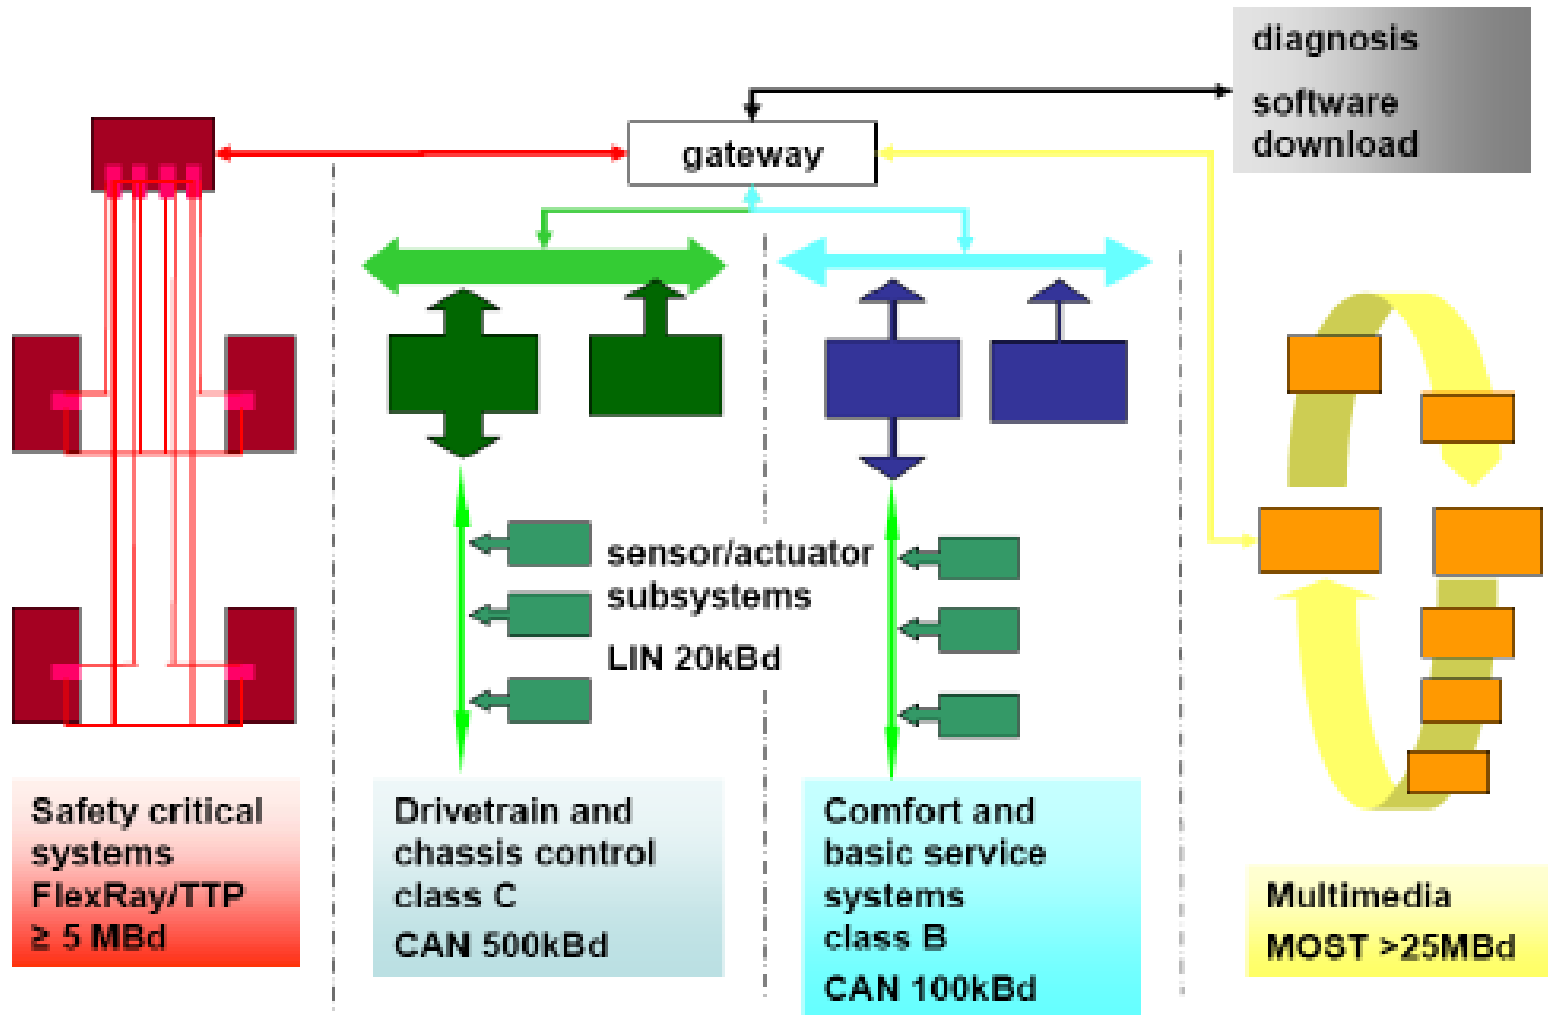 diagnosis
software
download
gateway
sensor/actuator
subsystems
LIN 20kBd
Safety critical
systems
FlexRay/TTP
≥ 5 MBd
Drivetrain and
chassis control
class C
CAN 500kBd
Comfort and
basic service
systems
class B
CAN 100kBd
Multimedia
MOST >25MBd